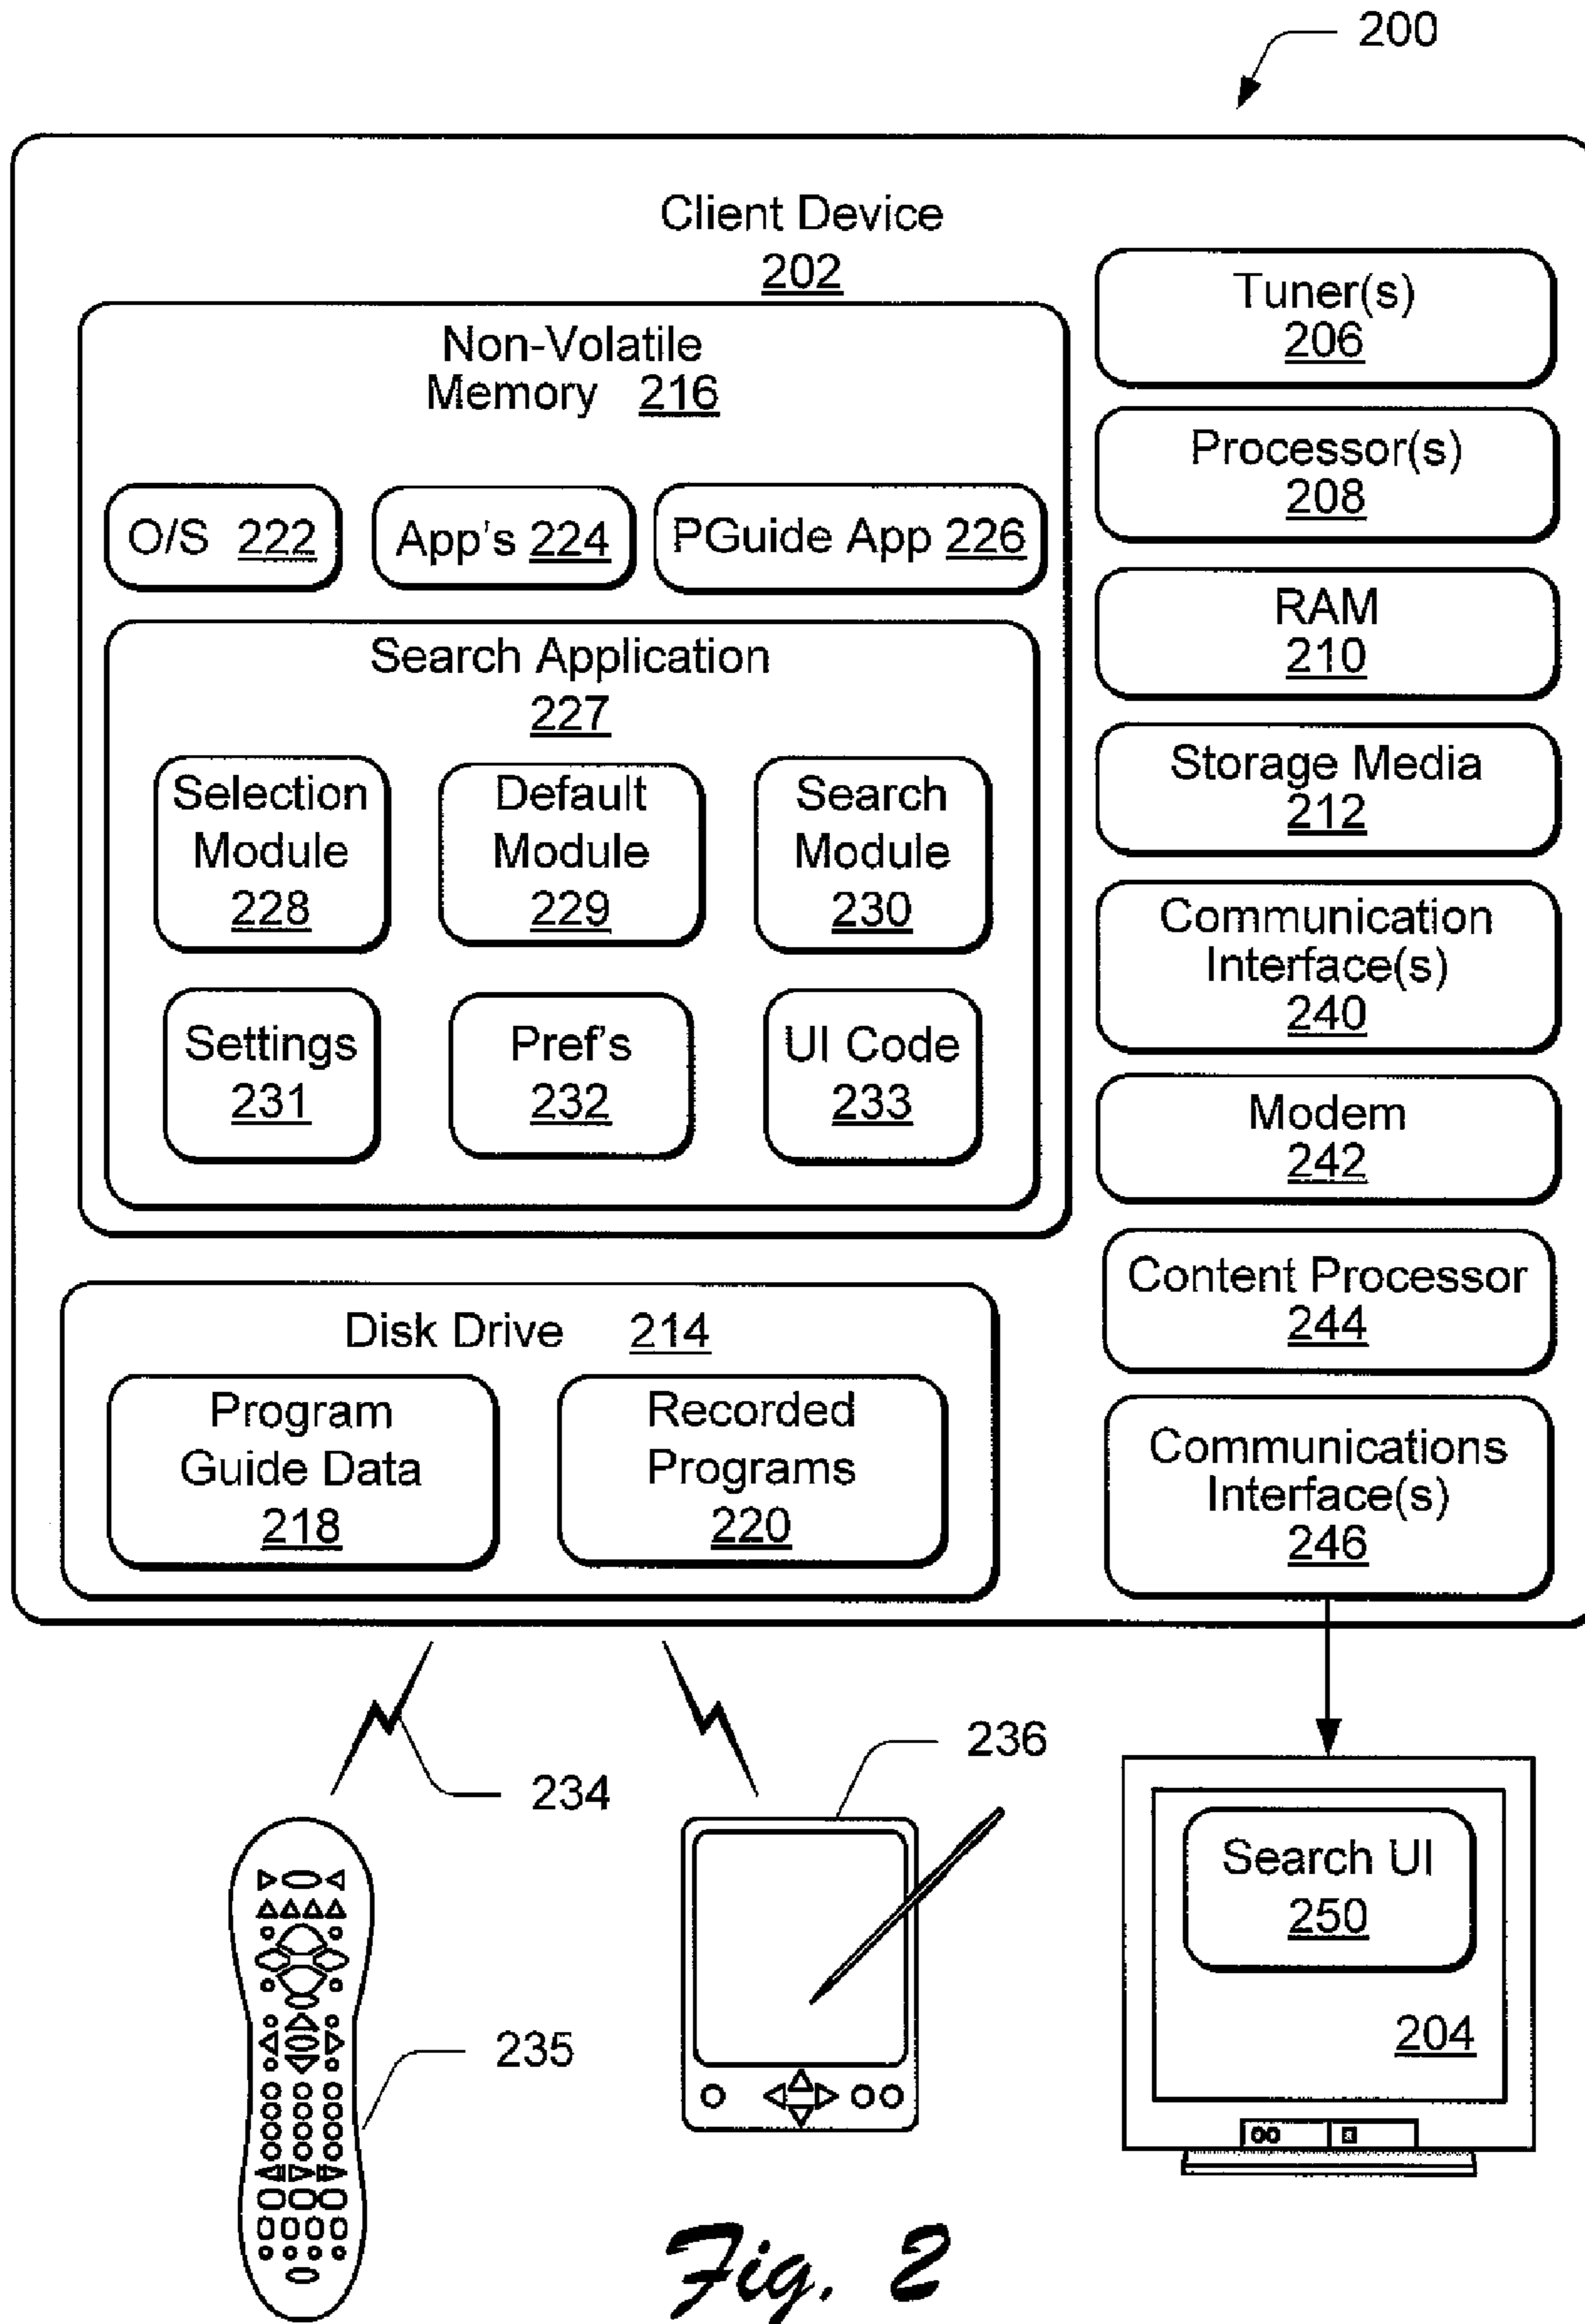 200
Client Device
202
Non-Volatile
Memory 216
O/S 222
App's 224
PGuide App 226
Search Application
227
Selection
Module
228
Default
Module
229
Search
Module
230
Settings
231
Pref's
232
UI Code
233
Disk Drive 214
Program
Guide Data
218
Recorded
Programs
220
Tuner(s)
206
Processor(s)
208
RAM
210
Storage Media
212
Communication
Interface(s)
240
Modem
242
Content Processor
244
Communications
Interface(s)
246
234
236
235
Search UI
250
204
Fig. 2